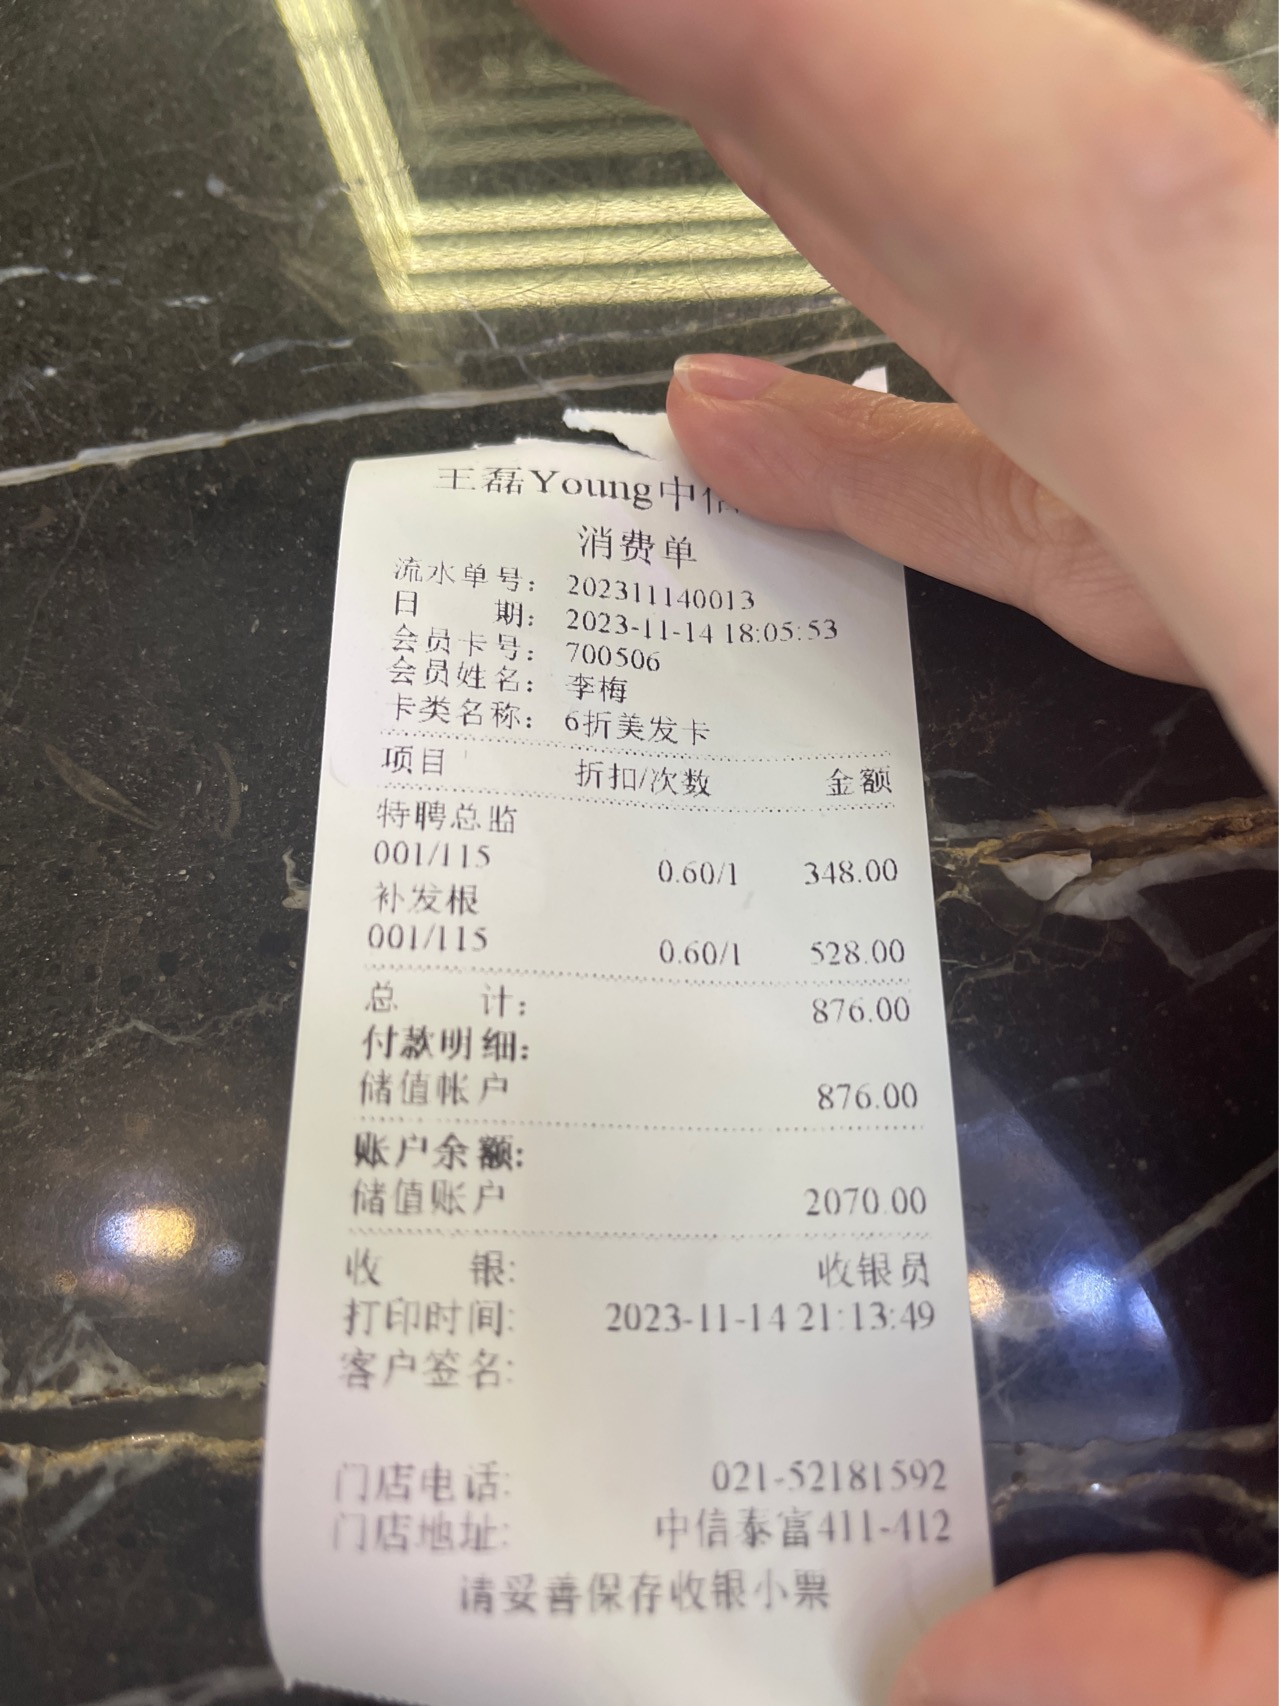 王磊Young中信
消费单
流水单号： 202311140013
日 期： 2023-11-14 18:05:53
会员卡号： 700506
会员姓名： 李梅
卡类名称： 6折美发卡
项目 折扣/次数 金额
特聘总监
001/115 0.60/1 348.00
补发根
001/115 0.60/1 528.00
总 计： 876.00
付款明细：
储值帐户 876.00
账户余额:
储值账户 2070.00
收 银: 收银员
打印时间: 2023-11-14 21:13:49
客户签名:
门店电话: 021-52181592
门店地址: 中信泰富411-412
请妥善保存收银小票